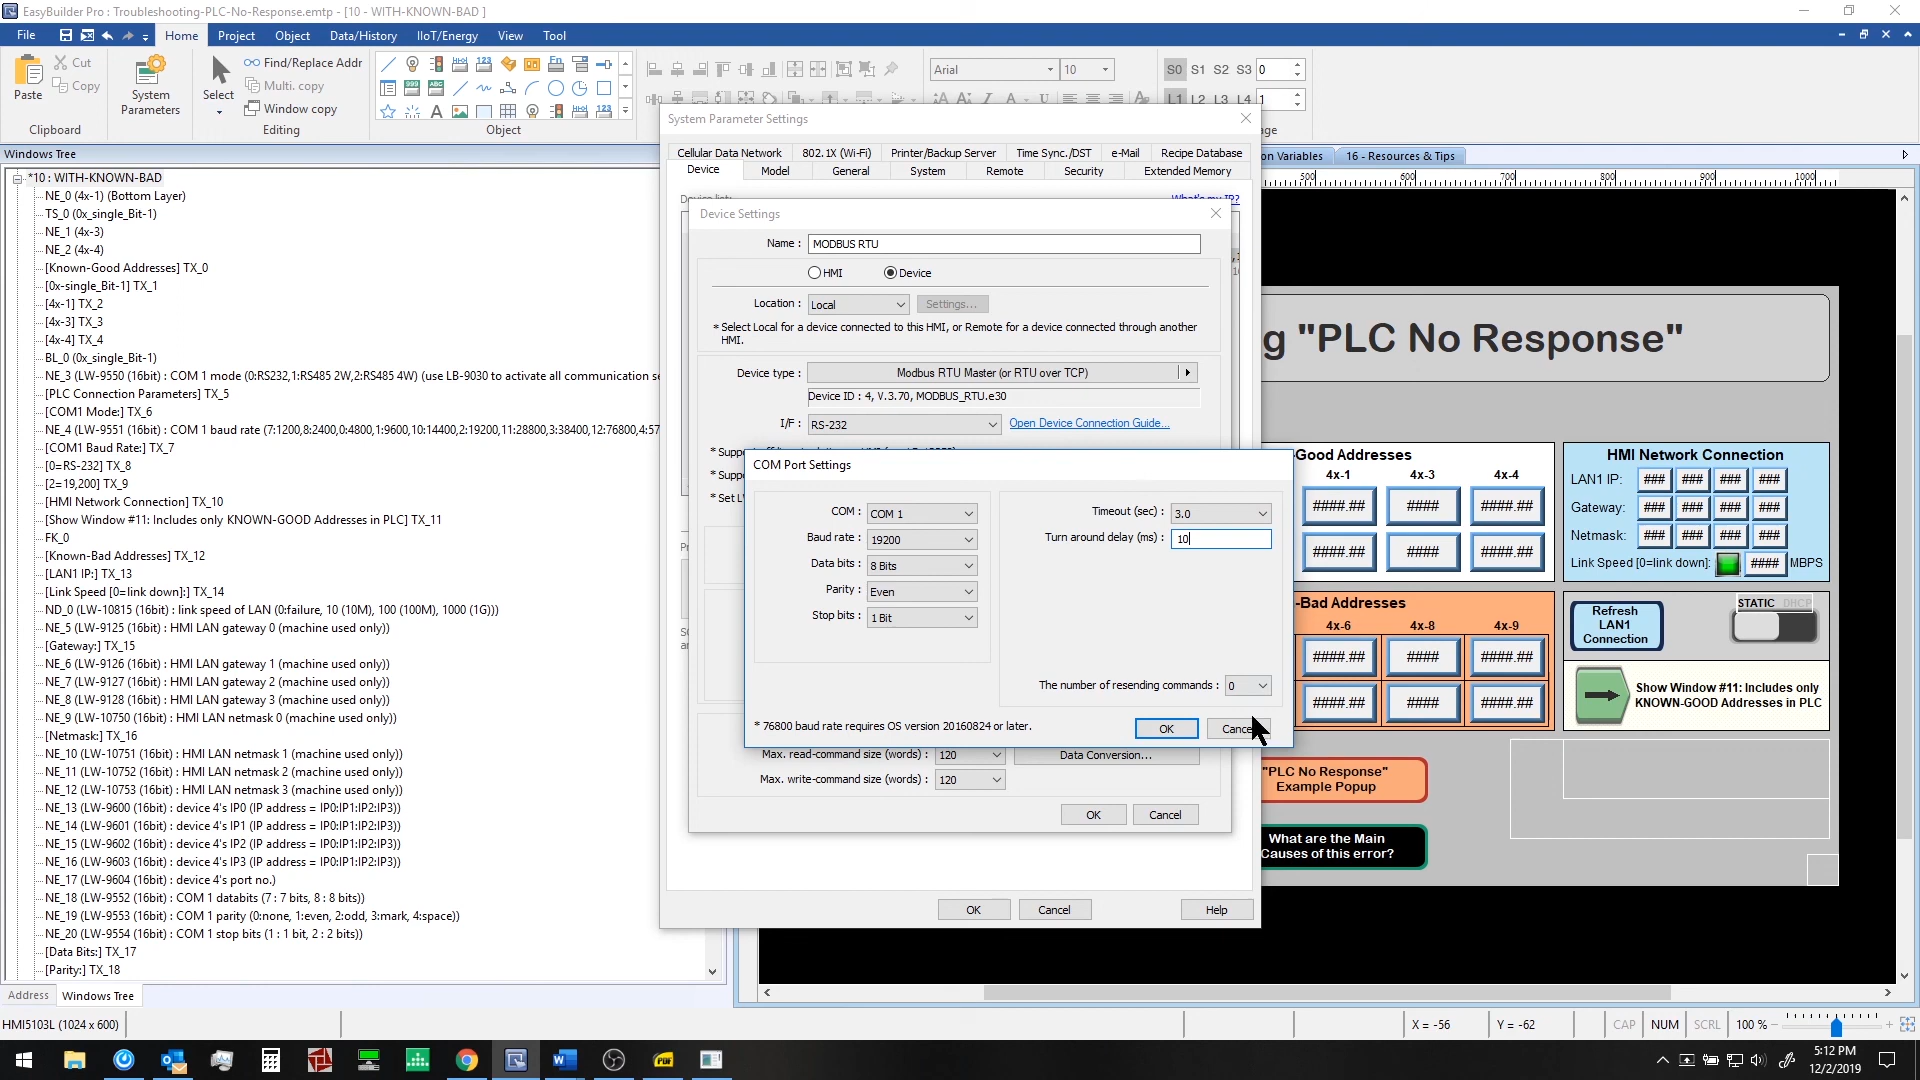 EasyBuilder Pro : Troubleshooting-PLC-No-Response.emtp - [10 - WITH-KNOWN-BAD ]
File Home Project Object Data/History IIoT/Energy View Tool
Paste
Cut
Copy
Clipboard
System Parameters
Select
Find/Replace Addr
Multi. copy
Window copy
Editing
Object
Arial 10
S0 S1 S2 S3 0
L1 L2 L3 L4 1
Windows Tree
*10 : WITH-KNOWN-BAD
NE_0 (4x-1) (Bottom Layer)
TS_0 (0x_single_Bit-1)
NE_1 (4x-3)
NE_2 (4x-4)
[Known-Good Addresses] TX_0
[0x-single_Bit-1] TX_1
[4x-1] TX_2
[4x-3] TX_3
[4x-4] TX_4
BL_0 (0x_single_Bit-1)
NE_3 (LW-9550 (16bit) : COM 1 mode (0:RS232,1:RS485 2W,2:RS485 4W) (use LB-9030 to activate all communication se
[PLC Connection Parameters] TX_5
[COM1 Mode:] TX_6
NE_4 (LW-9551 (16bit) : COM 1 baud rate (7:1200,8:2400,0:4800,1:9600,10:14400,2:19200,11:28800,3:38400,12:76800,4:57
[COM1 Baud Rate:] TX_7
[0=RS-232] TX_8
[2=19,200] TX_9
[HMI Network Connection] TX_10
[Show Window #11: Includes only KNOWN-GOOD Addresses in PLC] TX_11
FK_0
[Known-Bad Addresses] TX_12
[LAN1 IP:] TX_13
[Link Speed [0=link down]:] TX_14
ND_0 (LW-10815 (16bit) : link speed of LAN (0:failure, 10 (10M), 100 (100M), 1000 (1G)))
NE_5 (LW-9125 (16bit) : HMI LAN gateway 0 (machine used only))
[Gateway:] TX_15
NE_6 (LW-9126 (16bit) : HMI LAN gateway 1 (machine used only))
NE_7 (LW-9127 (16bit) : HMI LAN gateway 2 (machine used only))
NE_8 (LW-9128 (16bit) : HMI LAN gateway 3 (machine used only))
NE_9 (LW-10750 (16bit) : HMI LAN netmask 0 (machine used only))
[Netmask:] TX_16
NE_10 (LW-10751 (16bit) : HMI LAN netmask 1 (machine used only))
NE_11 (LW-10752 (16bit) : HMI LAN netmask 2 (machine used only))
NE_12 (LW-10753 (16bit) : HMI LAN netmask 3 (machine used only))
NE_13 (LW-9600 (16bit) : device 4's IP0 (IP address = IP0:IP1:IP2:IP3))
NE_14 (LW-9601 (16bit) : device 4's IP1 (IP address = IP0:IP1:IP2:IP3))
NE_15 (LW-9602 (16bit) : device 4's IP2 (IP address = IP0:IP1:IP2:IP3))
NE_16 (LW-9603 (16bit) : device 4's IP3 (IP address = IP0:IP1:IP2:IP3))
NE_17 (LW-9604 (16bit) : device 4's port no.)
NE_18 (LW-9552 (16bit) : COM 1 databits (7 : 7 bits, 8 : 8 bits))
NE_19 (LW-9553 (16bit) : COM 1 parity (0:none, 1:even, 2:odd, 3:mark, 4:space))
NE_20 (LW-9554 (16bit) : COM 1 stop bits (1 : 1 bit, 2 : 2 bits))
[Data Bits:] TX_17
[Parity:] TX_18
Address Windows Tree
System Parameter Settings
Cellular Data Network 802.1X (Wi-Fi) Printer/Backup Server Time Sync./DST e-Mail Recipe Database
Device Model General System Remote Security Extended Memory
What's my IP?
Device Settings
Name : MODBUS RTU
HMI Device
Location : Local Settings...
* Select Local for a device connected to this HMI, or Remote for a device connected through another
HMI.
Device type : Modbus RTU Master (or RTU over TCP)
Device ID : 4, V.3.70, MODBUS_RTU.e30
I/F : RS-232 Open Device Connection Guide...
COM Port Settings
COM : COM 1
Baud rate : 19200
Data bits : 8 Bits
Parity : Even
Stop bits : 1 Bit
Timeout (sec) : 3.0
Turn around delay (ms) : 10
The number of resending commands : 0
* 76800 baud rate requires OS version 20160824 or later.
OK Cancel
Max. read-command size (words) : 120 Data Conversion...
Max. write-command size (words) : 120
OK Cancel
OK Cancel Help
on Variables 16 - Resources & Tips
500 600 700 800 900 1000
g "PLC No Response"
-Good Addresses
4x-1 4x-3 4x-4
####.## #### ####.##
####.## #### ####.##
HMI Network Connection
LAN1 IP: ### ### ### ###
Gateway: ### ### ### ###
Netmask: ### ### ### ###
Link Speed [0=link down]: #### MBPS
-Bad Addresses
4x-6 4x-8 4x-9
####.## #### ####.##
####.## #### ####.##
Refresh
LAN1
Connection
STATIC DHCP
Show Window #11: Includes only
KNOWN-GOOD Addresses in PLC
"PLC No Response"
Example Popup
What are the Main
Causes of this error?
HMI5103L (1024 x 600)
X = -56 Y = -62 CAP NUM SCRL 100 %
5:12 PM
12/2/2019